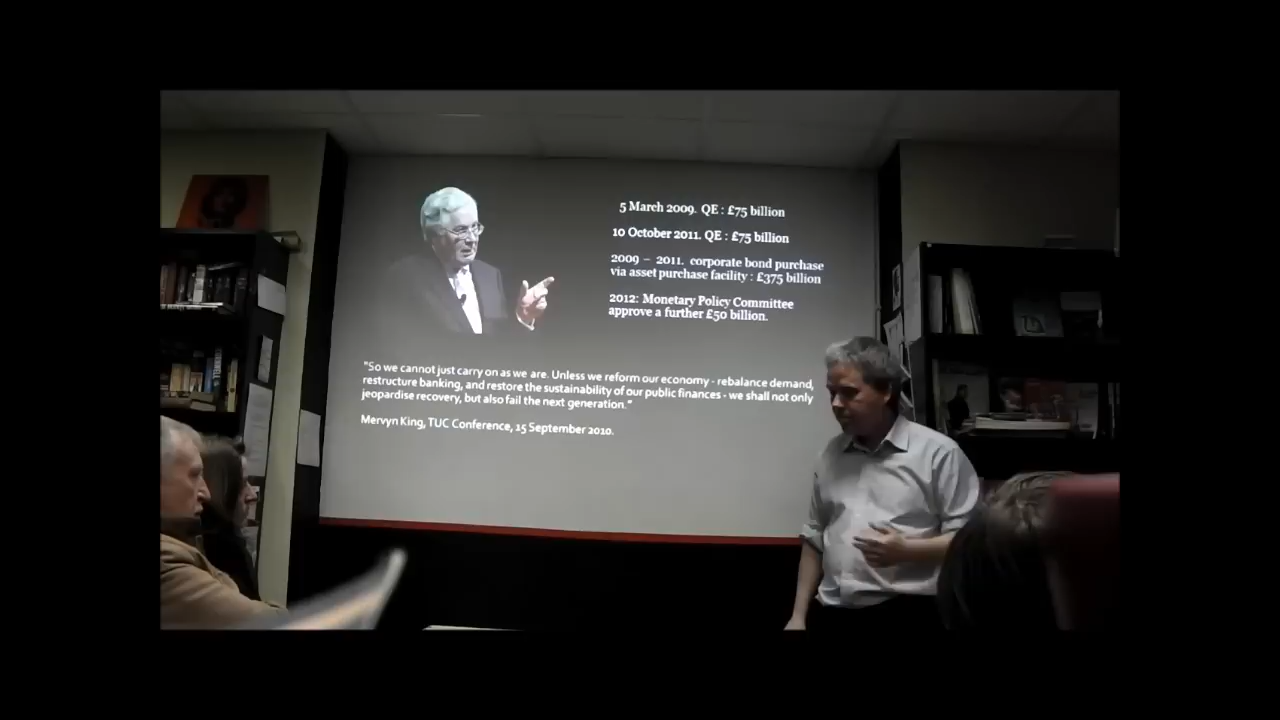 5 March 2009. QE : £75 billion
10 October 2011. QE : £75 billion
2009 – 2011. corporate bond purchase
via asset purchase facility : £375 billion
2012: Monetary Policy Committee
approve a further £50 billion.
"So we cannot just carry on as we are. Unless we reform our economy - rebalance demand,
restructure banking, and restore the sustainability of our public finances - we shall not only
jeopardise recovery, but also fail the next generation."
Mervyn King, TUC Conference, 15 September 2010.